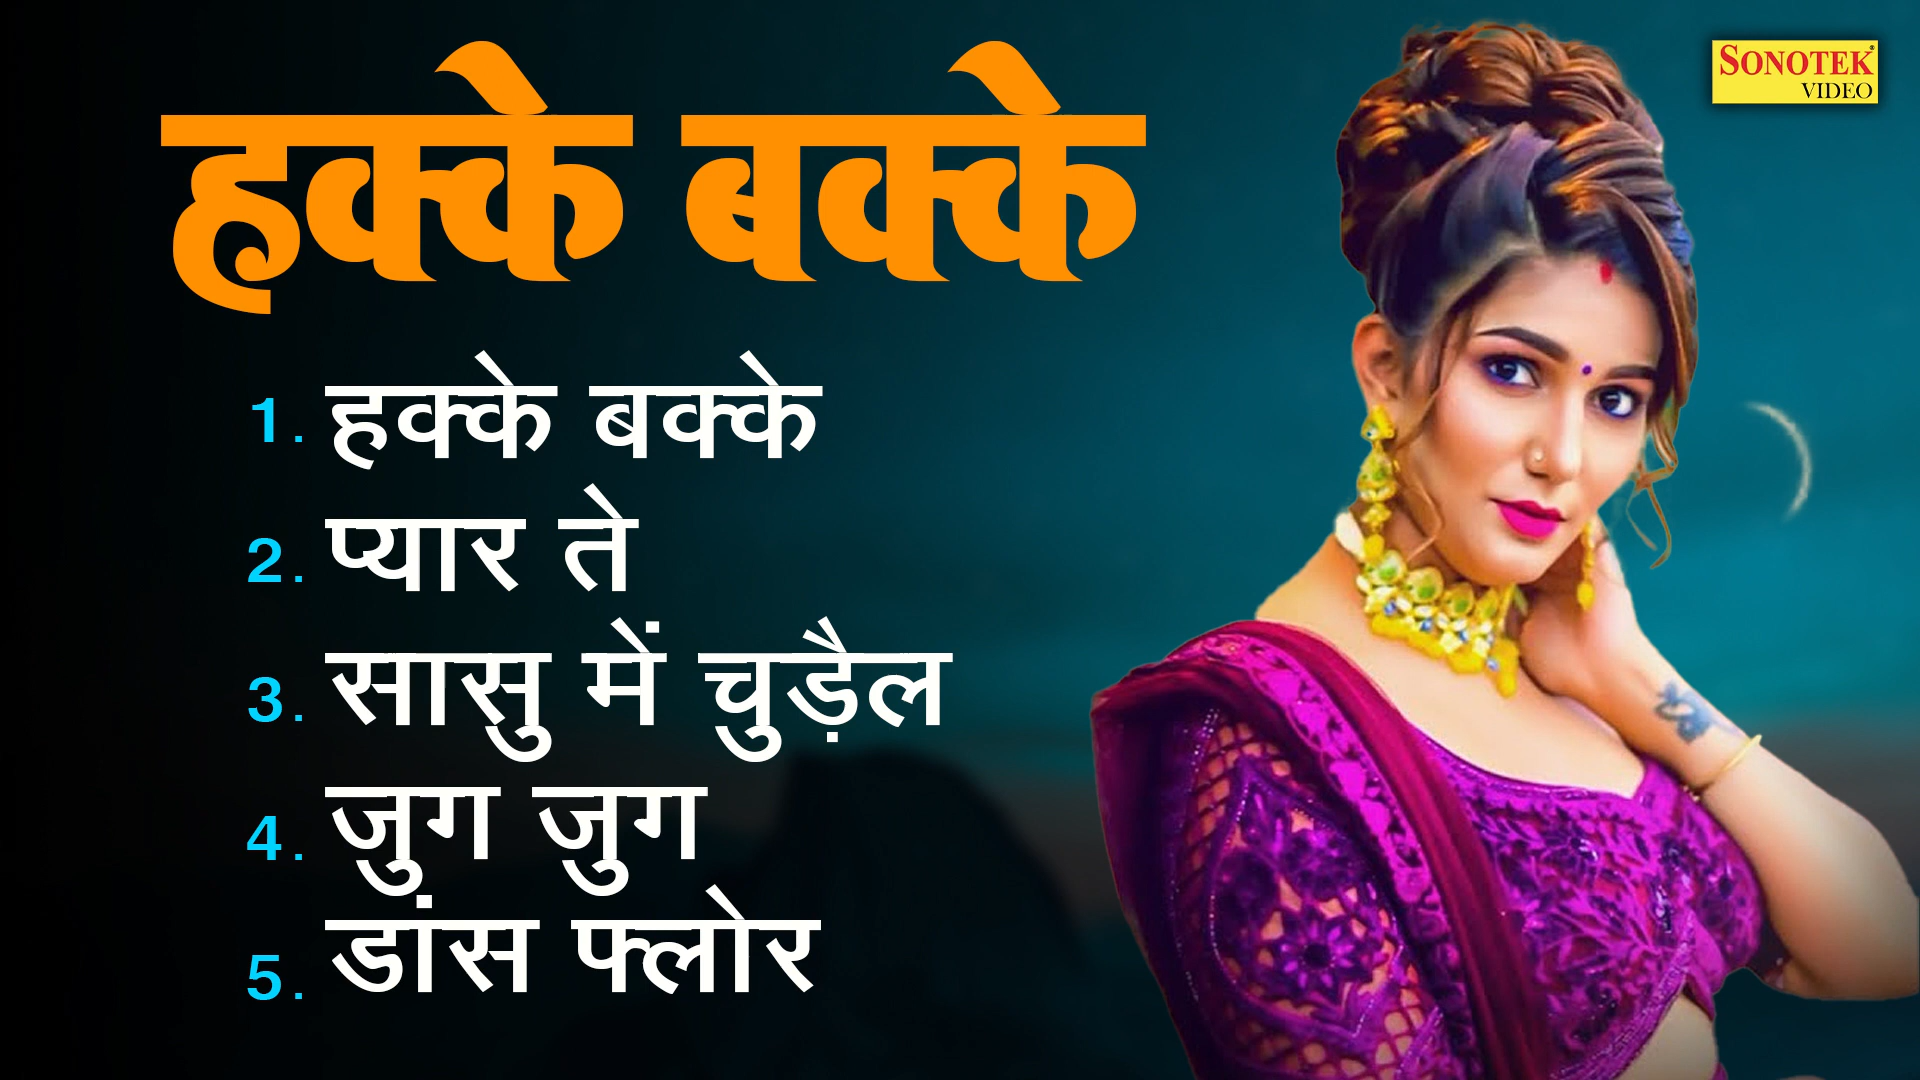 हक्के बक्के
SONOTEK
VIDEO
1. हक्के बक्के
2. प्यार ते
3. सासु में चुड़ैल
4. जुग जुग
5. डांस फ्लोर